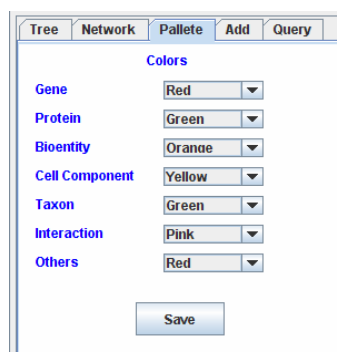 Tree Network Pallete Add Query
Colors
Gene Red
Protein Green
Bioentity Orange
Cell Component Yellow
Taxon Green
Interaction Pink
Others Red
Save